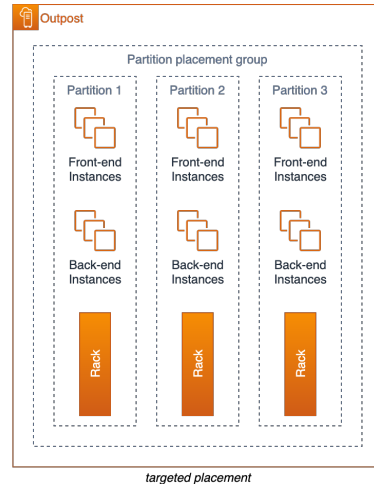 Outpost
Partition placement group
Partition 1
Partition 2
Partition 3
Front-end
Instances
Front-end
Instances
Front-end
Instances
Back-end
Instances
Back-end
Instances
Back-end
Instances
Rack
Rack
Rack
targeted placement